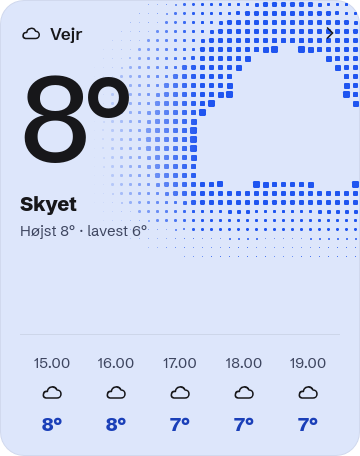 Vejr
8°
Skyet
Højst 8° · lavest 6°
15.00 16.00 17.00 18.00 19.00
8° 8° 7° 7° 7°